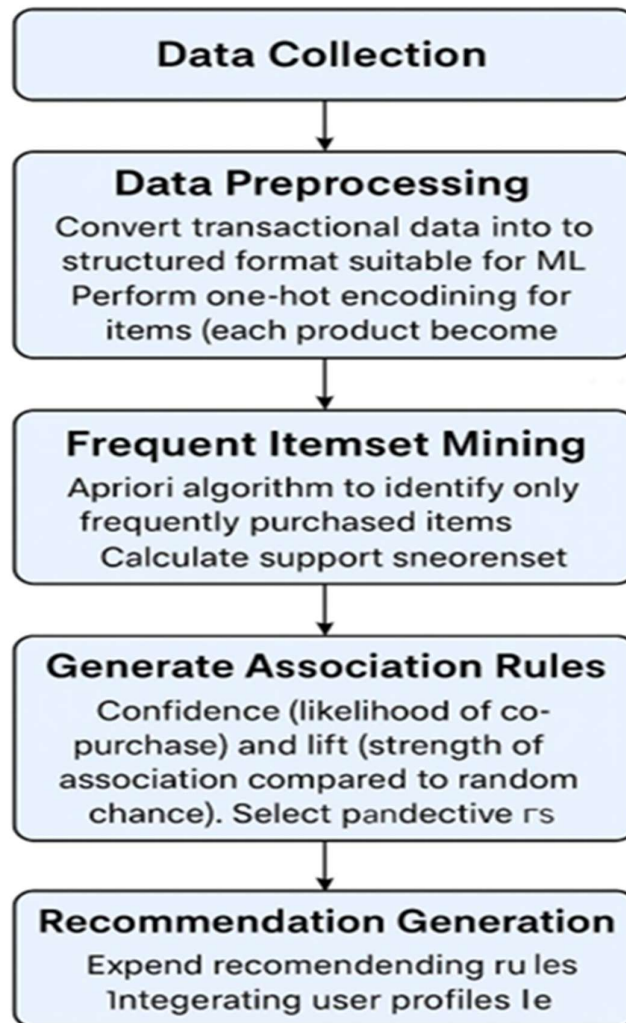 Data Collection
Data Preprocessing
Convert transactional data into to
structured format suitable for ML
Perform one-hot encodining for
items (each product become
Frequent Itemset Mining
Apriori algorithm to identify only
frequently purchased items
Calculate support sneorenset
Generate Association Rules
Confidence (likelihood of co-
purchase) and lift (strength of
association compared to random
chance). Select pandective rs
Recommendation Generation
Expend recomendending rules
Integerating user profiles le